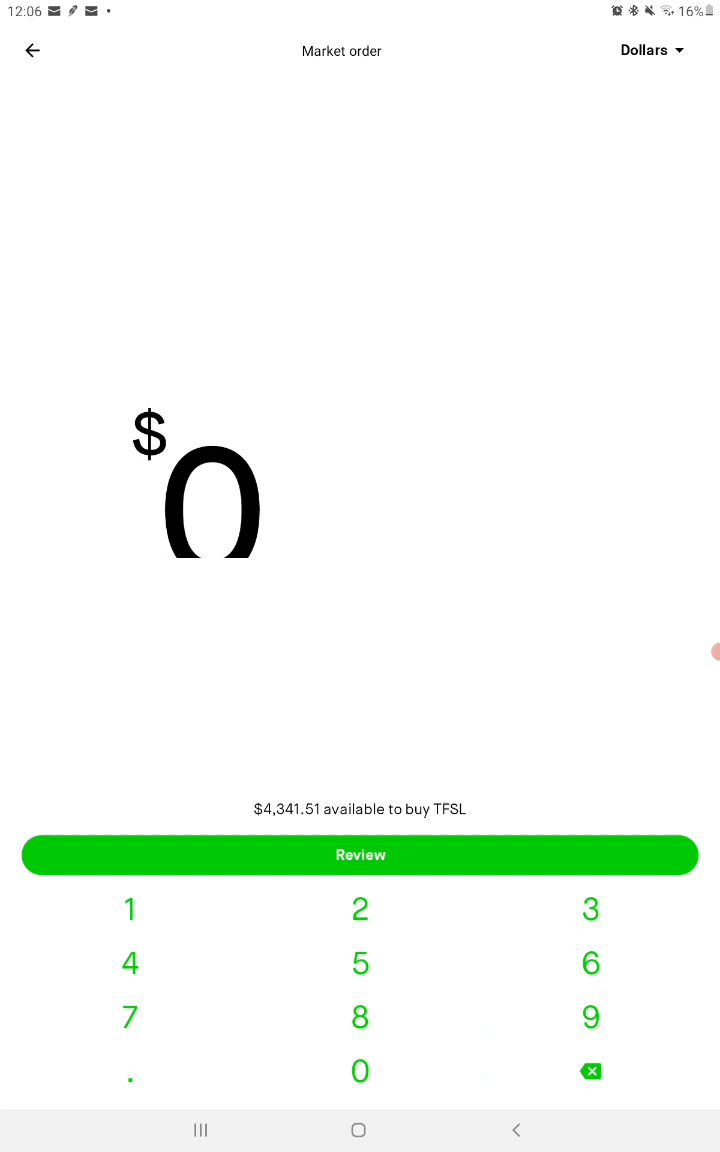 12:06 16%
Market order
Dollars
$0
$4,341.51 available to buy TFSL
Review
1 2 3
4 5 6
7 8 9
. 0